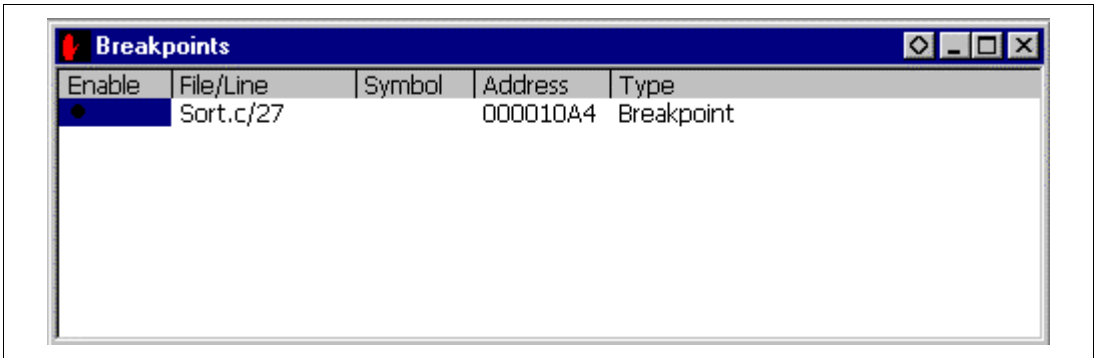 Breakpoints
Enable File/Line Symbol Address Type
Sort.c/27 000010A4 Breakpoint